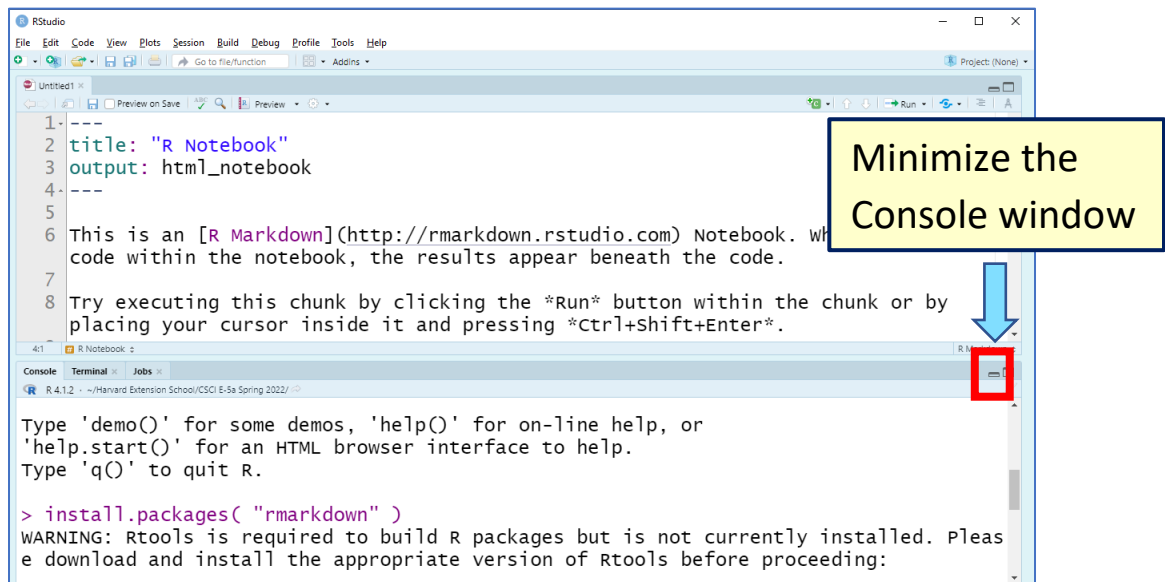 RStudio
File Edit Code View Plots Session Build Debug Profile Tools Help
Go to file/function Addins Project: (None)
Untitled1
Preview on Save ABC Preview Run
1 ---
2 title: "R Notebook"
3 output: html_notebook
4 ---
5
6 This is an [R Markdown](http://rmarkdown.rstudio.com) Notebook.
code within the notebook, the results appear beneath the code.
7
8 Try executing this chunk by clicking the *Run* button within the chunk or by
placing your cursor inside it and pressing *Ctrl+Shift+Enter*.
Minimize the
Console window
4:1 R Notebook
Console Terminal Jobs
R 4.1.2 · ~/Harvard Extension School/CSCI E-5a Spring 2022/
Type 'demo()' for some demos, 'help()' for on-line help, or
'help.start()' for an HTML browser interface to help.
Type 'q()' to quit R.
> install.packages( "rmarkdown" )
WARNING: Rtools is required to build R packages but is not currently installed. Pleas
e download and install the appropriate version of Rtools before proceeding: